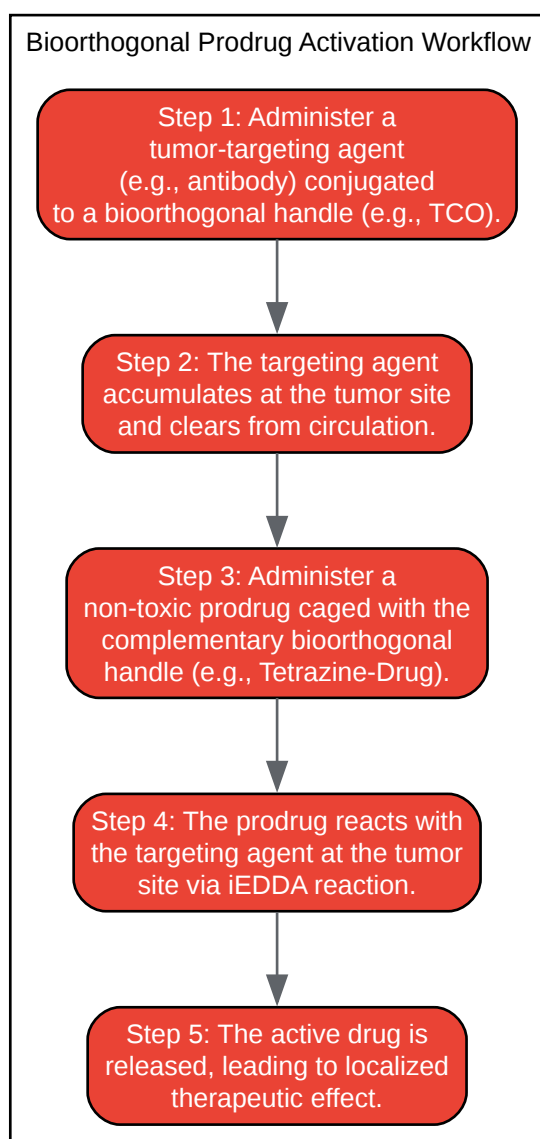 Bioorthogonal Prodrug Activation Workflow
Step 1: Administer a
tumor-targeting agent
(e.g., antibody) conjugated
to a bioorthogonal handle (e.g., TCO).
Step 2: The targeting agent
accumulates at the tumor site
and clears from circulation.
Step 3: Administer a
non-toxic prodrug caged with the
complementary bioorthogonal
handle (e.g., Tetrazine-Drug).
Step 4: The prodrug reacts with
the targeting agent at the tumor
site via iEDDA reaction.
Step 5: The active drug is
released, leading to localized
therapeutic effect.